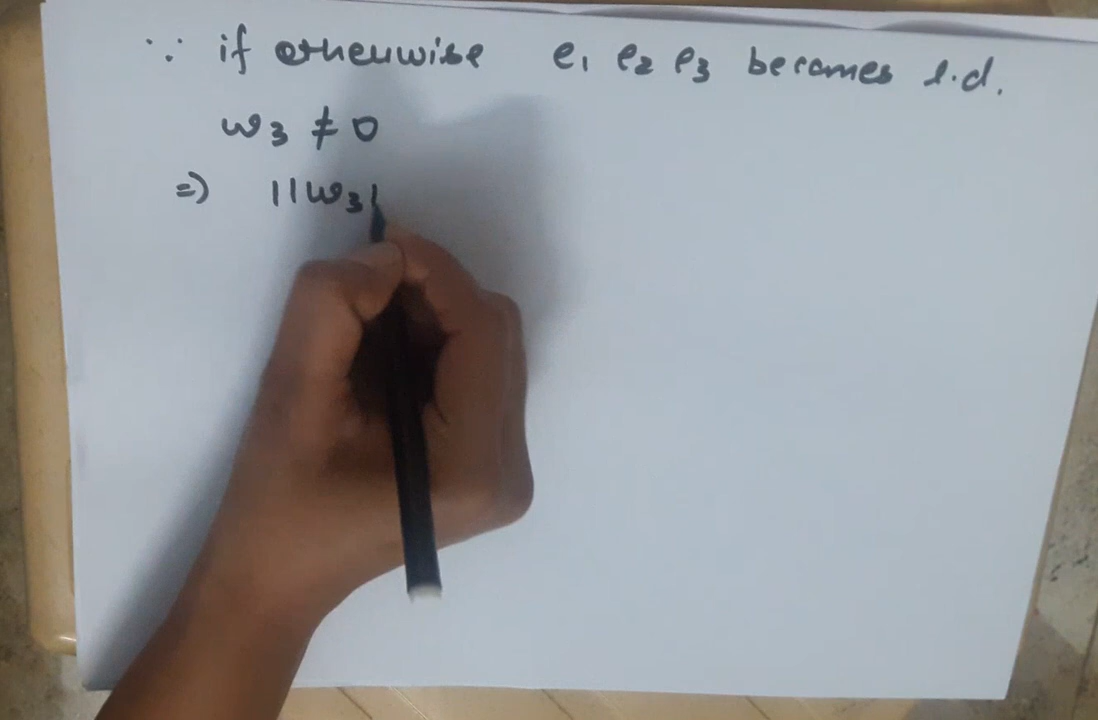 ∵ if otherwise e₁ e₂ e₃ becomes l.d.
w₃ ≠ 0
=) ||w₃|